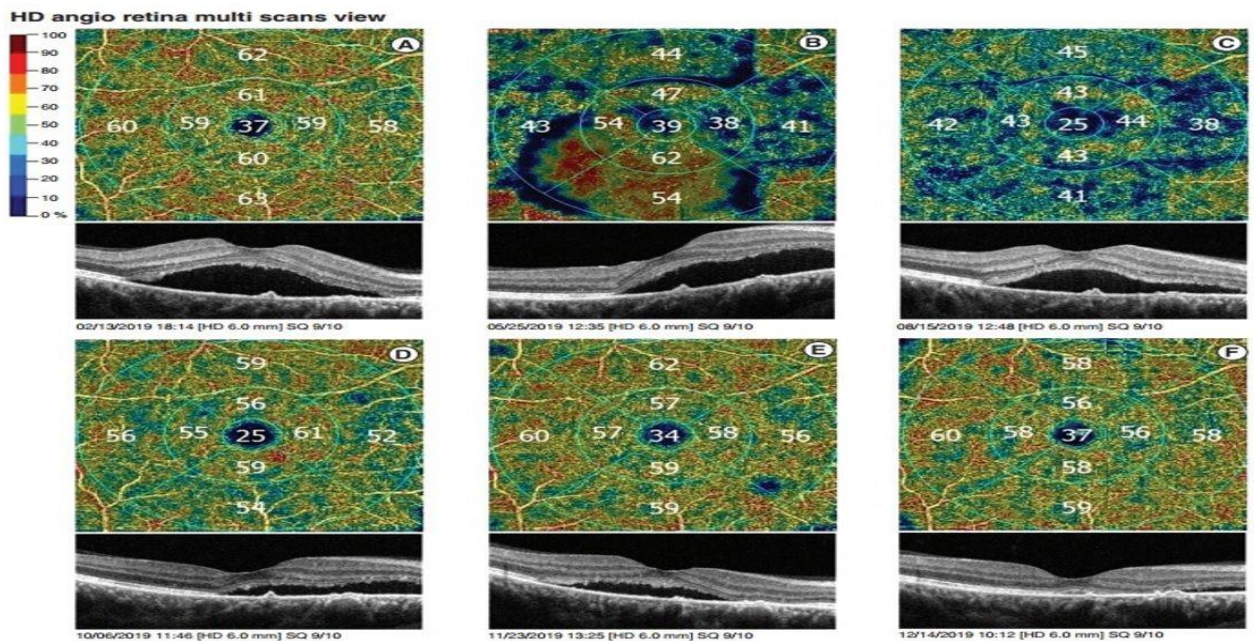 HD angio retina multi scans view
100
90
80
70
60
50
40
30
20
10
0 %
A
62
61
60 59 37 59 58
60
63
02/13/2019 18:14 [HD 6.0 mm] SQ 9/10
B
44
47
43 54 39 38 41
62
54
05/25/2019 12:35 [HD 6.0 mm] SQ 9/10
C
45
43
42 43 25 44 38
43
41
08/15/2019 12:48 [HD 6.0 mm] SQ 9/10
D
59
56
56 55 25 61 52
59
54
10/06/2019 11:46 [HD 6.0 mm] SQ 9/10
E
62
57
60 57 34 58 56
59
59
11/23/2019 13:25 [HD 6.0 mm] SQ 9/10
F
58
56
60 58 37 56 58
58
59
12/14/2019 10:12 [HD 6.0 mm] SQ 9/10